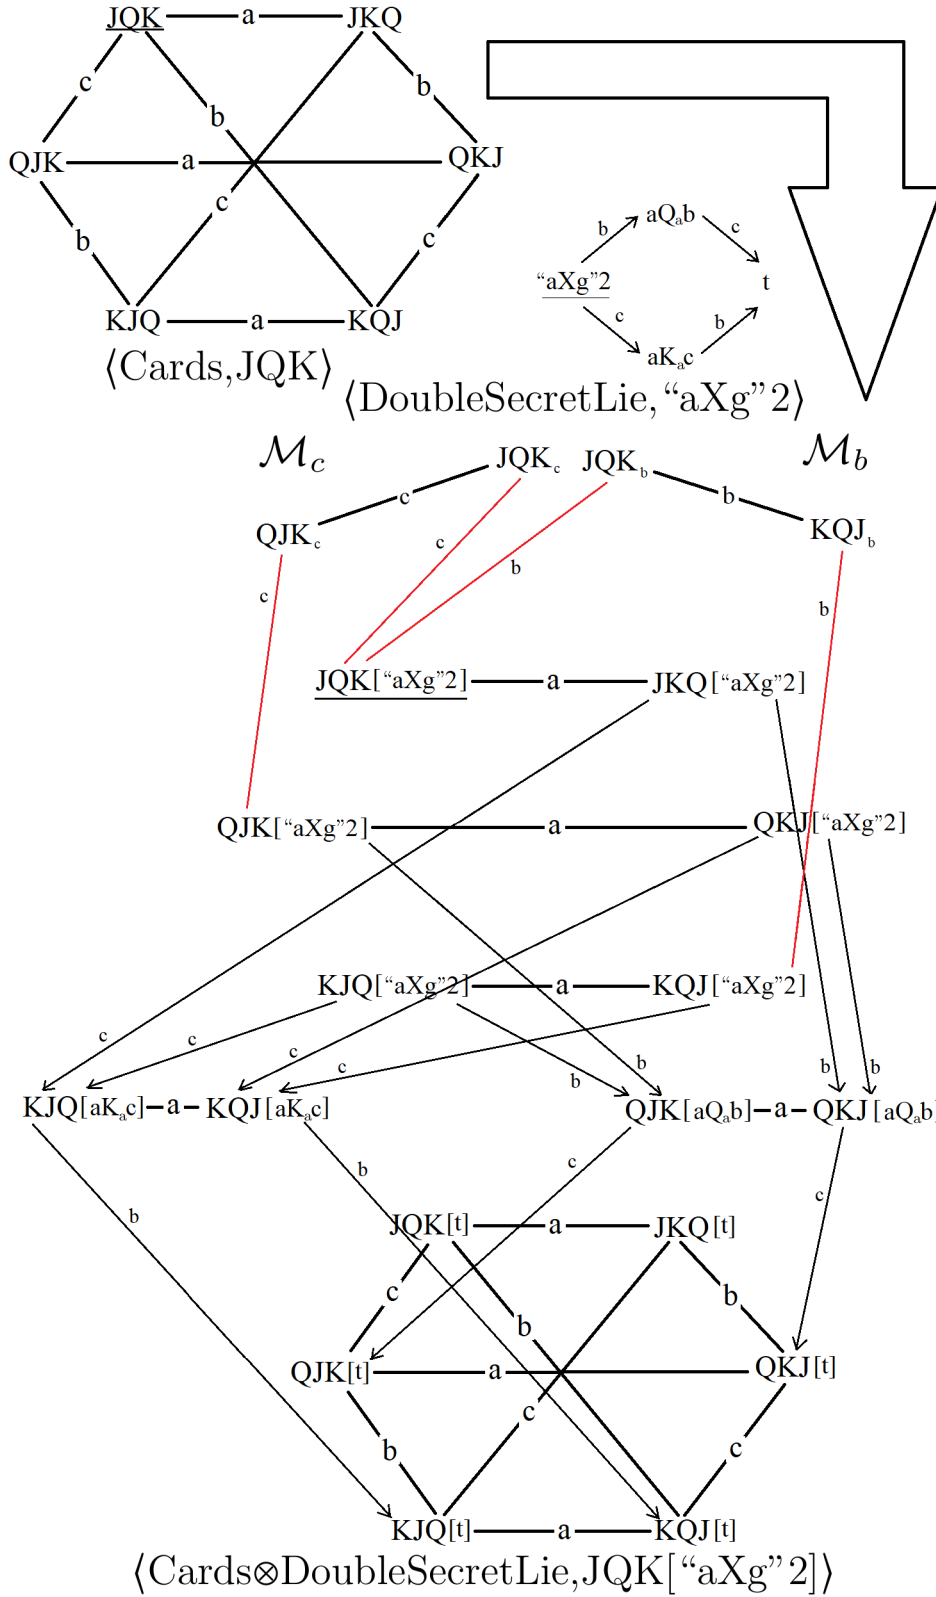 JQK a JKQ
c b b
QJK a QKJ
b c c
KJQ a KQJ
⟨Cards,JQK⟩
b aQₐb c
“aXg”2 t
c aKₐc b
⟨DoubleSecretLie,“aXg”2⟩
ℳc ℳb
JQKc JQKb
c b
QJKc KQJb
c c b b
JQK[“aXg”2] a JKQ[“aXg”2]
QJK[“aXg”2] a QKJ[“aXg”2]
KJQ[“aXg”2] a KQJ[“aXg”2]
c c c c b b b b
KJQ[aKₐc] a KQJ[aKₐc] QJK[aQₐb] a QKJ[aQₐb]
b b c c
JQK[t] a JKQ[t]
c b b
QJK[t] a QKJ[t]
b c c
KJQ[t] a KQJ[t]
⟨Cards⊗DoubleSecretLie,JQK[“aXg”2]⟩